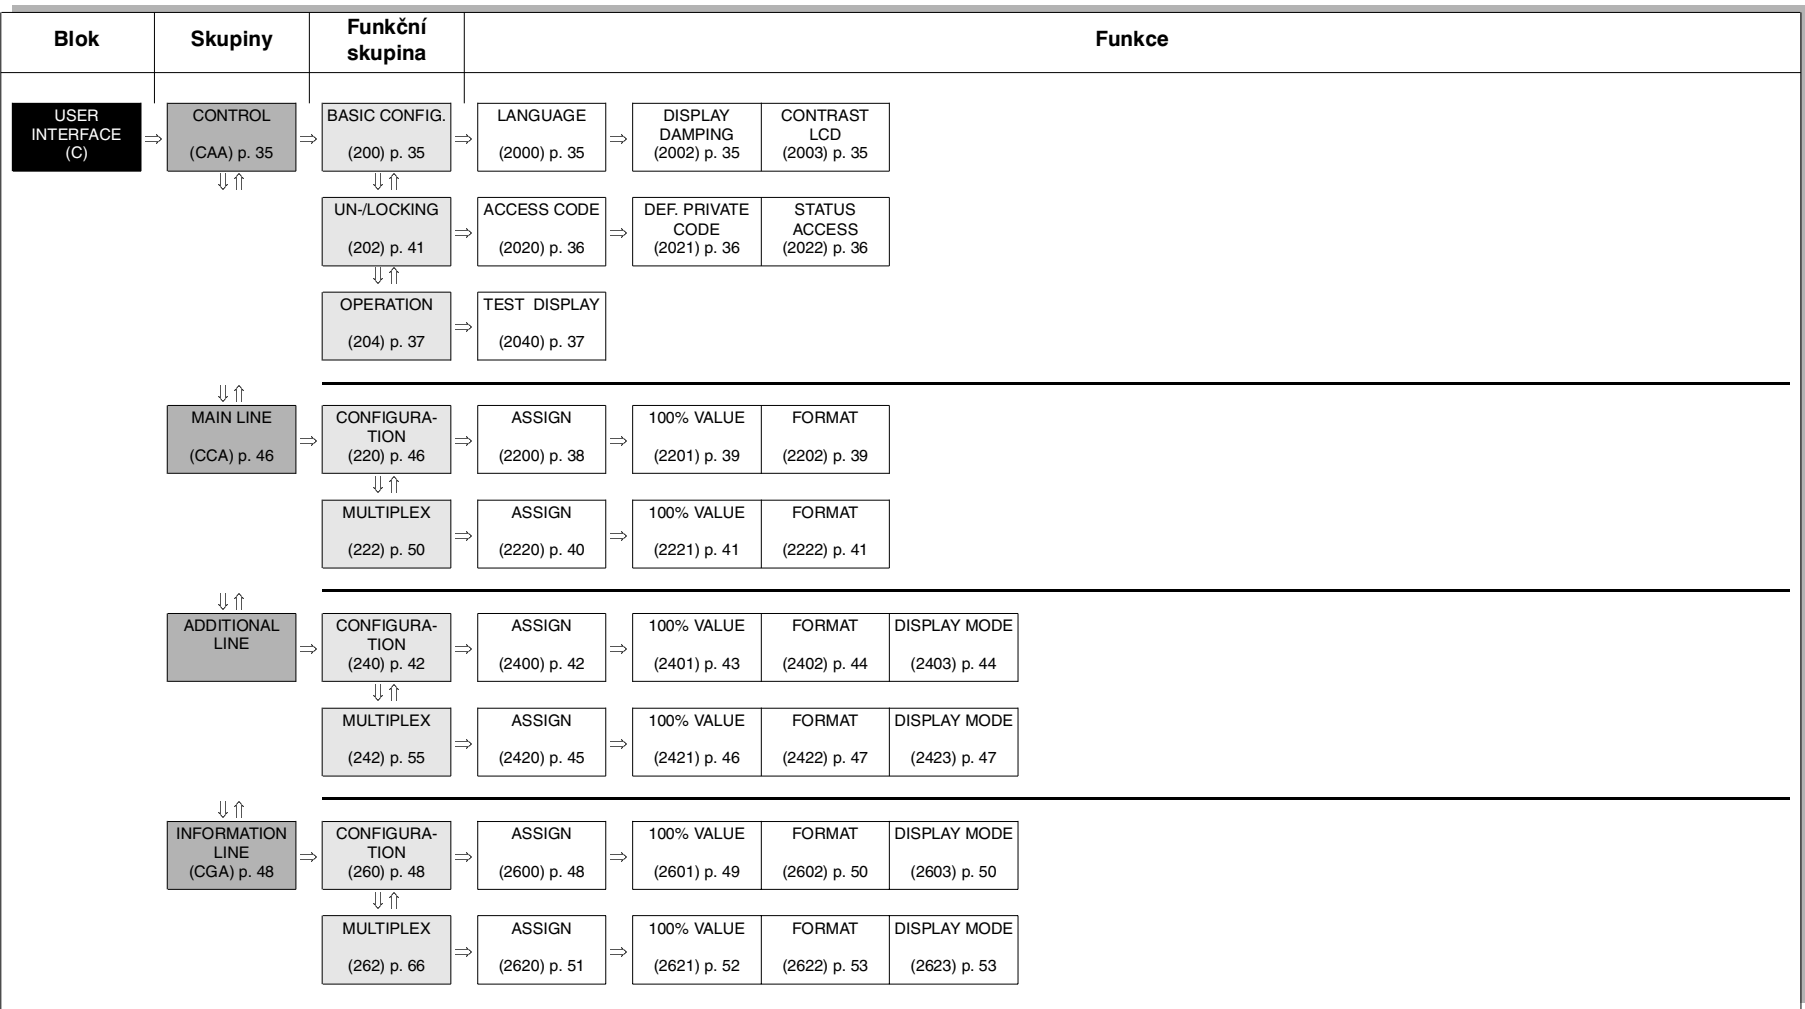 Blok
Skupiny
Funkční
skupina
Funkce
USER
INTERFACE
(C)
⇒
CONTROL
(CAA) p. 35
⇒
BASIC CONFIG.
(200) p. 35
⇒
LANGUAGE
(2000) p. 35
⇒
DISPLAY
DAMPING
(2002) p. 35
CONTRAST
LCD
(2003) p. 35
⇓⇑
⇓⇑
UN-/LOCKING
(202) p. 41
⇒
ACCESS CODE
(2020) p. 36
⇒
DEF. PRIVATE
CODE
(2021) p. 36
STATUS
ACCESS
(2022) p. 36
⇓⇑
OPERATION
(204) p. 37
⇒
TEST DISPLAY
(2040) p. 37
⇓⇑
MAIN LINE
(CCA) p. 46
⇒
CONFIGURA-
TION
(220) p. 46
⇒
ASSIGN
(2200) p. 38
⇒
100% VALUE
(2201) p. 39
FORMAT
(2202) p. 39
⇓⇑
MULTIPLEX
(222) p. 50
⇒
ASSIGN
(2220) p. 40
⇒
100% VALUE
(2221) p. 41
FORMAT
(2222) p. 41
⇓⇑
ADDITIONAL
LINE
⇒
CONFIGURA-
TION
(240) p. 42
⇒
ASSIGN
(2400) p. 42
⇒
100% VALUE
(2401) p. 43
FORMAT
(2402) p. 44
DISPLAY MODE
(2403) p. 44
⇓⇑
MULTIPLEX
(242) p. 55
⇒
ASSIGN
(2420) p. 45
⇒
100% VALUE
(2421) p. 46
FORMAT
(2422) p. 47
DISPLAY MODE
(2423) p. 47
⇓⇑
INFORMATION
LINE
(CGA) p. 48
⇒
CONFIGURA-
TION
(260) p. 48
⇒
ASSIGN
(2600) p. 48
⇒
100% VALUE
(2601) p. 49
FORMAT
(2602) p. 50
DISPLAY MODE
(2603) p. 50
⇓⇑
MULTIPLEX
(262) p. 66
⇒
ASSIGN
(2620) p. 51
⇒
100% VALUE
(2621) p. 52
FORMAT
(2622) p. 53
DISPLAY MODE
(2623) p. 53